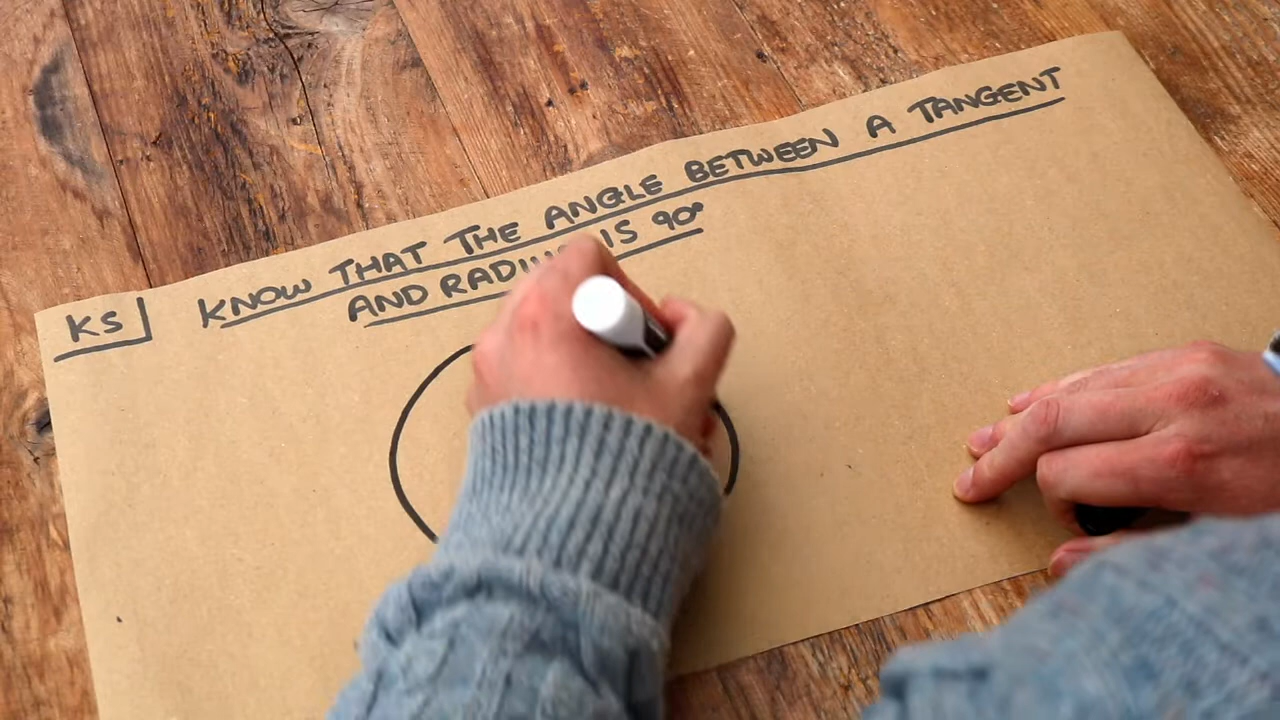 KS
KNOW THAT THE ANGLE BETWEEN A TANGENT
AND RADIUS IS 90°